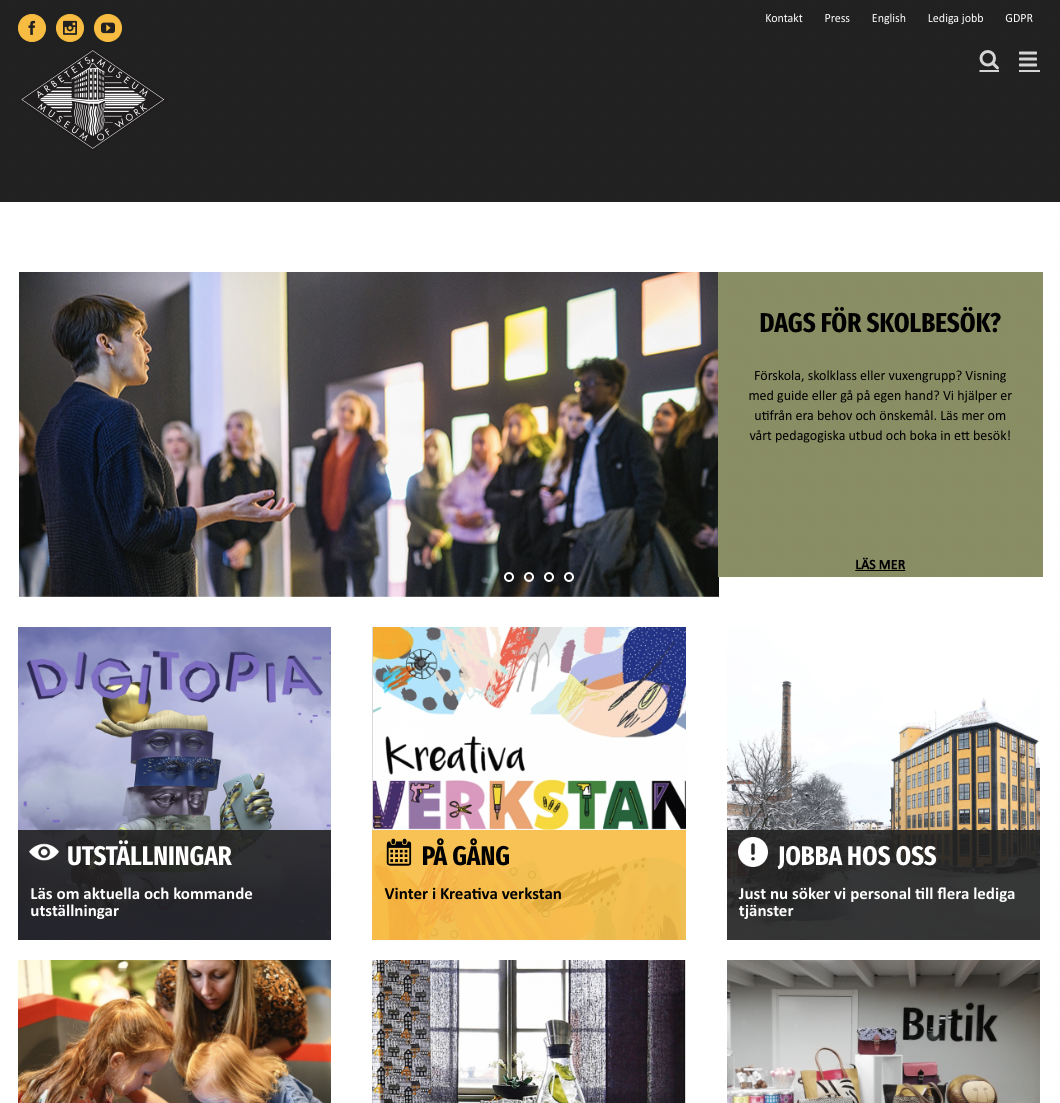 Kontakt Press English Lediga jobb GDPR
ARBETETS MUSEUM
MUSEUM OF WORK
DAGS FÖR SKOLBESÖK?
Förskola, skolklass eller vuxengrupp? Visning
med guide eller gå på egen hand? Vi hjälper er
utifrån era behov och önskemål. Läs mer om
vårt pedagogiska utbud och boka in ett besök!
LÄS MER
DIGITOPIA
UTSTÄLLNINGAR
Läs om aktuella och kommande
utställningar
Kreativa
VERKSTAN
PÅ GÅNG
Vinter i Kreativa verkstan
JOBBA HOS OSS
Just nu söker vi personal till flera lediga
tjänster
Butik